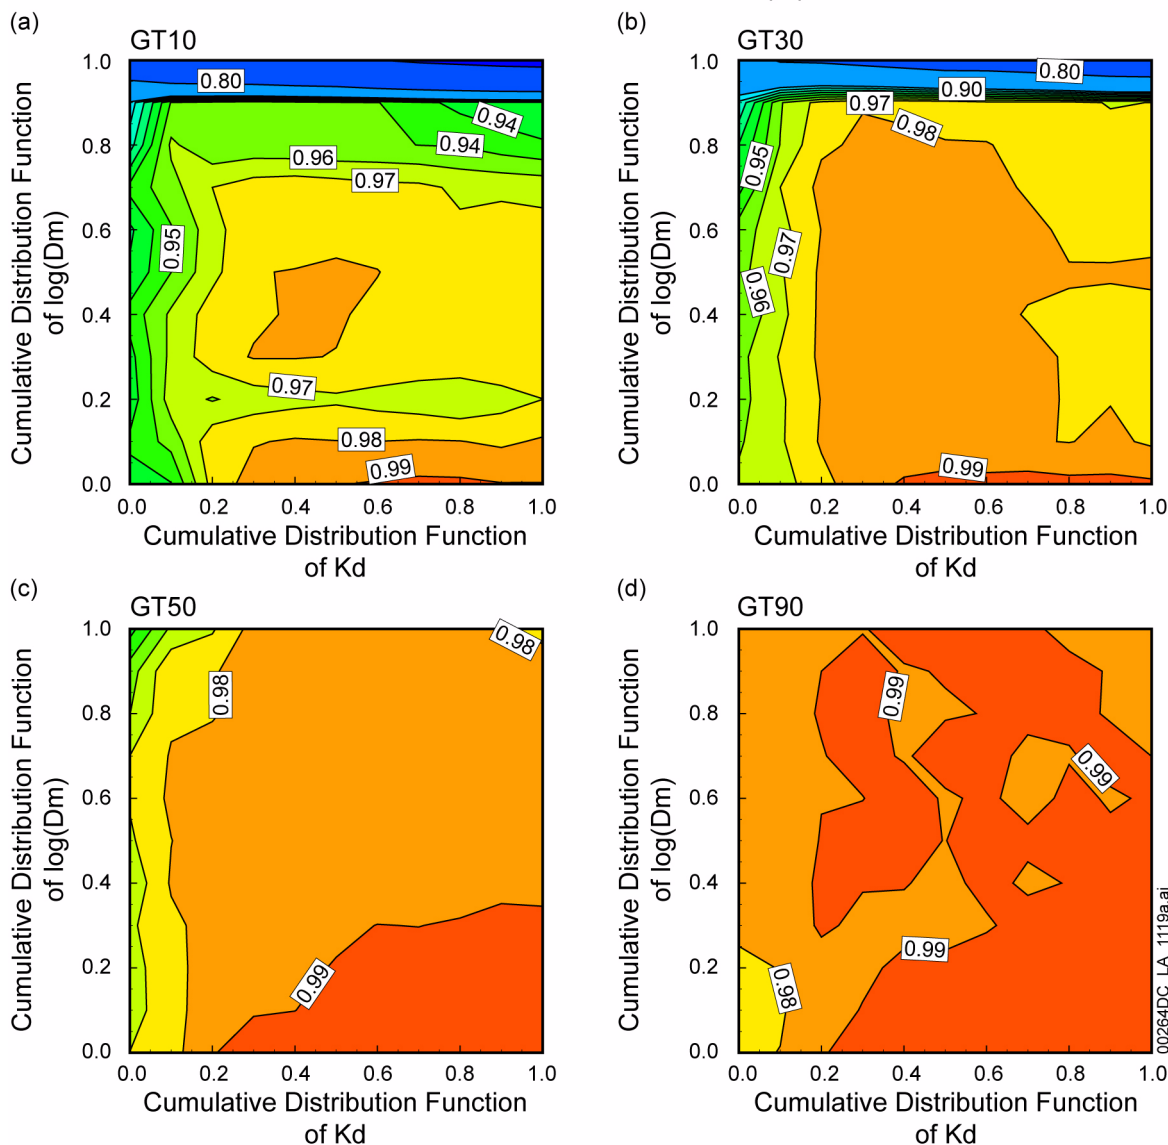 (a)
GT10
1.0
0.8
0.6
0.4
0.2
0.0
Cumulative Distribution Function
of log(Dm)
0.80
0.94
0.94
0.96
0.97
0.95
0.97
0.98
0.99
0.0 0.2 0.4 0.6 0.8 1.0
Cumulative Distribution Function
of Kd
(b)
GT30
1.0
0.8
0.6
0.4
0.2
0.0
Cumulative Distribution Function
of log(Dm)
0.80
0.90
0.97
0.98
0.95
0.97
0.96
0.99
0.0 0.2 0.4 0.6 0.8 1.0
Cumulative Distribution Function
of Kd
(c)
GT50
1.0
0.8
0.6
0.4
0.2
0.0
Cumulative Distribution Function
of log(Dm)
0.98
0.98
0.99
0.0 0.2 0.4 0.6 0.8 1.0
Cumulative Distribution Function
of Kd
(d)
GT90
1.0
0.8
0.6
0.4
0.2
0.0
Cumulative Distribution Function
of log(Dm)
0.99
0.99
0.99
0.98
0.0 0.2 0.4 0.6 0.8 1.0
Cumulative Distribution Function
of Kd
00264DC_LA_1119a.ai